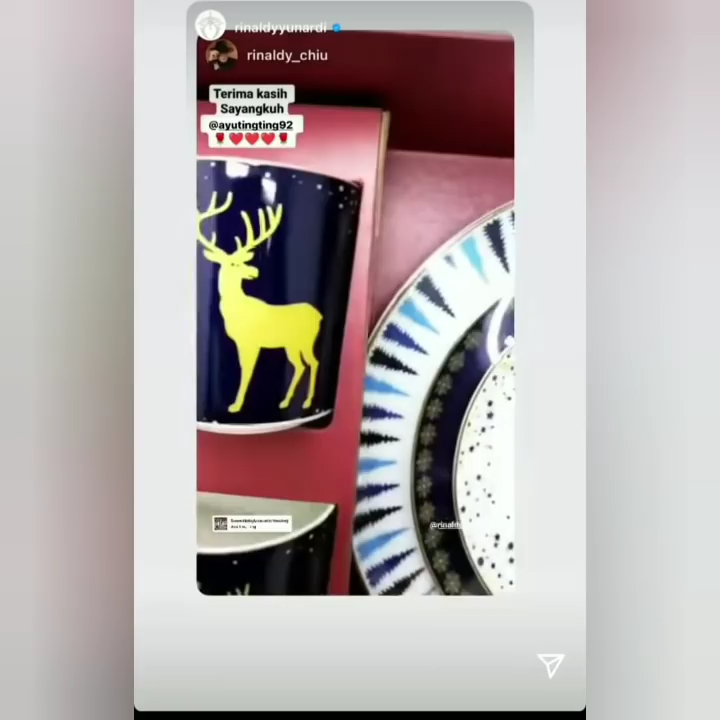 rinaldyyunardi
rinaldy_chiu
Terima kasih
Sayangkuh
@ayutingting92